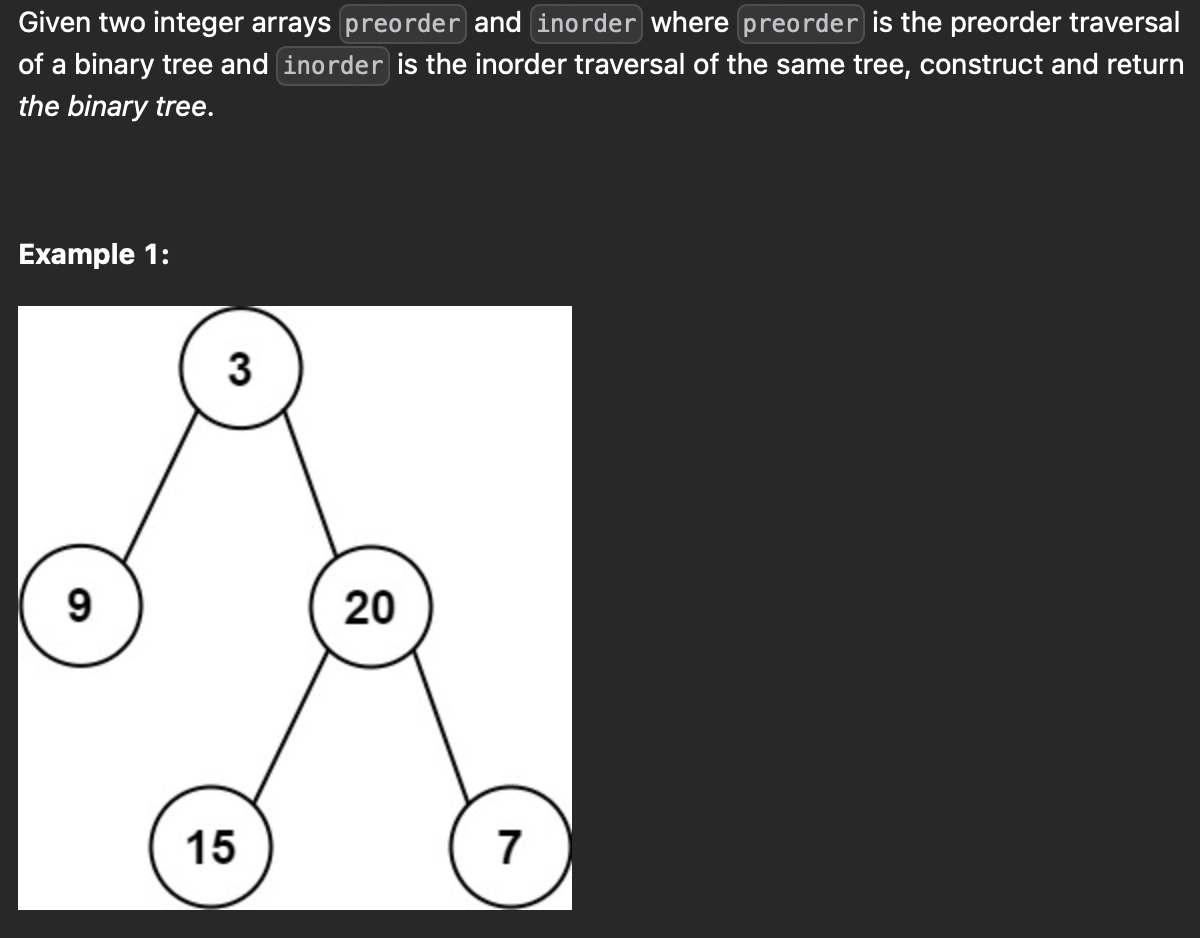 Given two integer arrays preorder and inorder where preorder is the preorder traversal
of a binary tree and inorder is the inorder traversal of the same tree, construct and return
the binary tree.
Example 1:
3
9
20
15
7